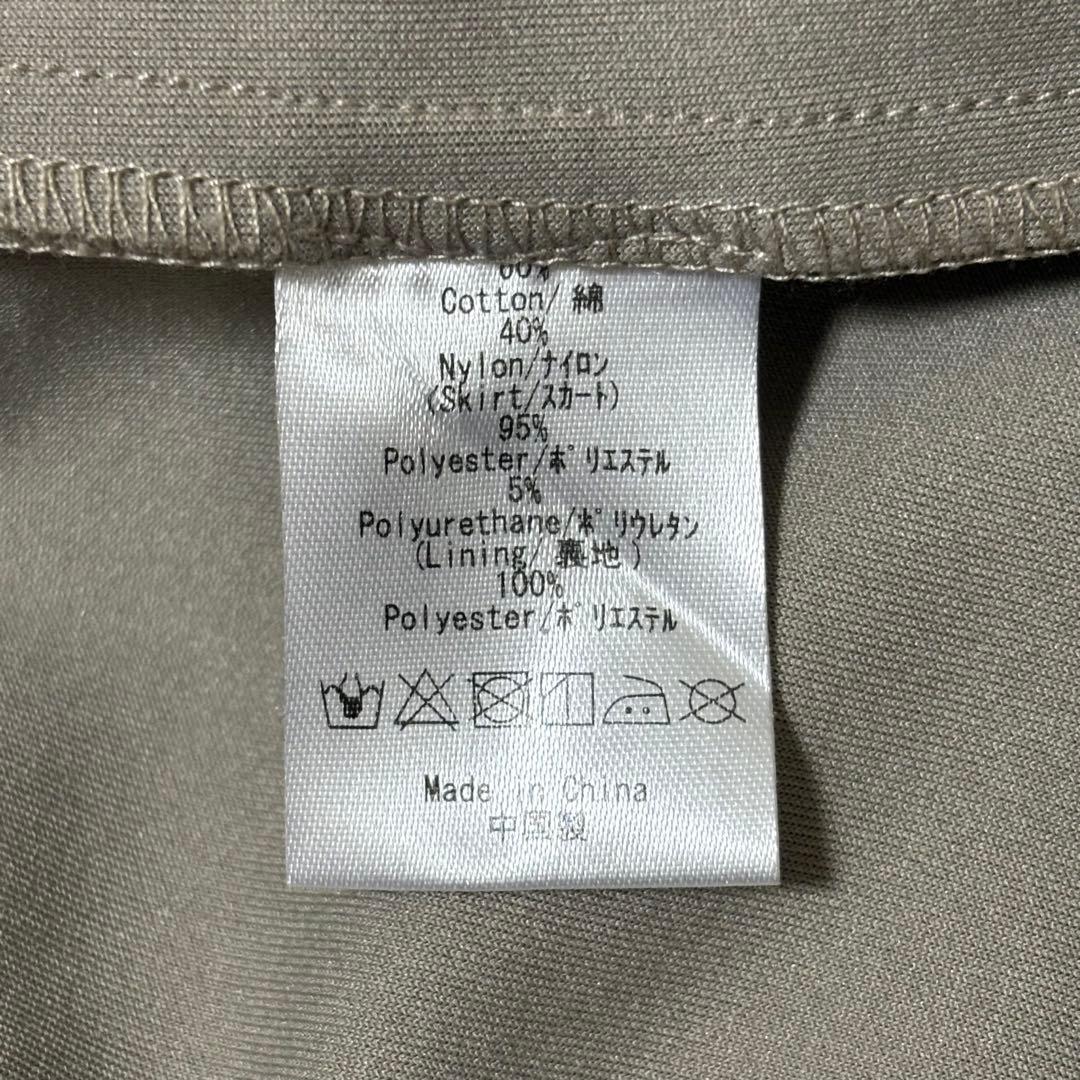 60%
Cotton/綿
40%
Nylon/ナイロン
(Skirt/スカート)
95%
Polyester/ポリエステル
5%
Polyurethane/ポリウレタン
(Lining/裏地)
100%
Polyester/ポリエステル
Made in China
中国製